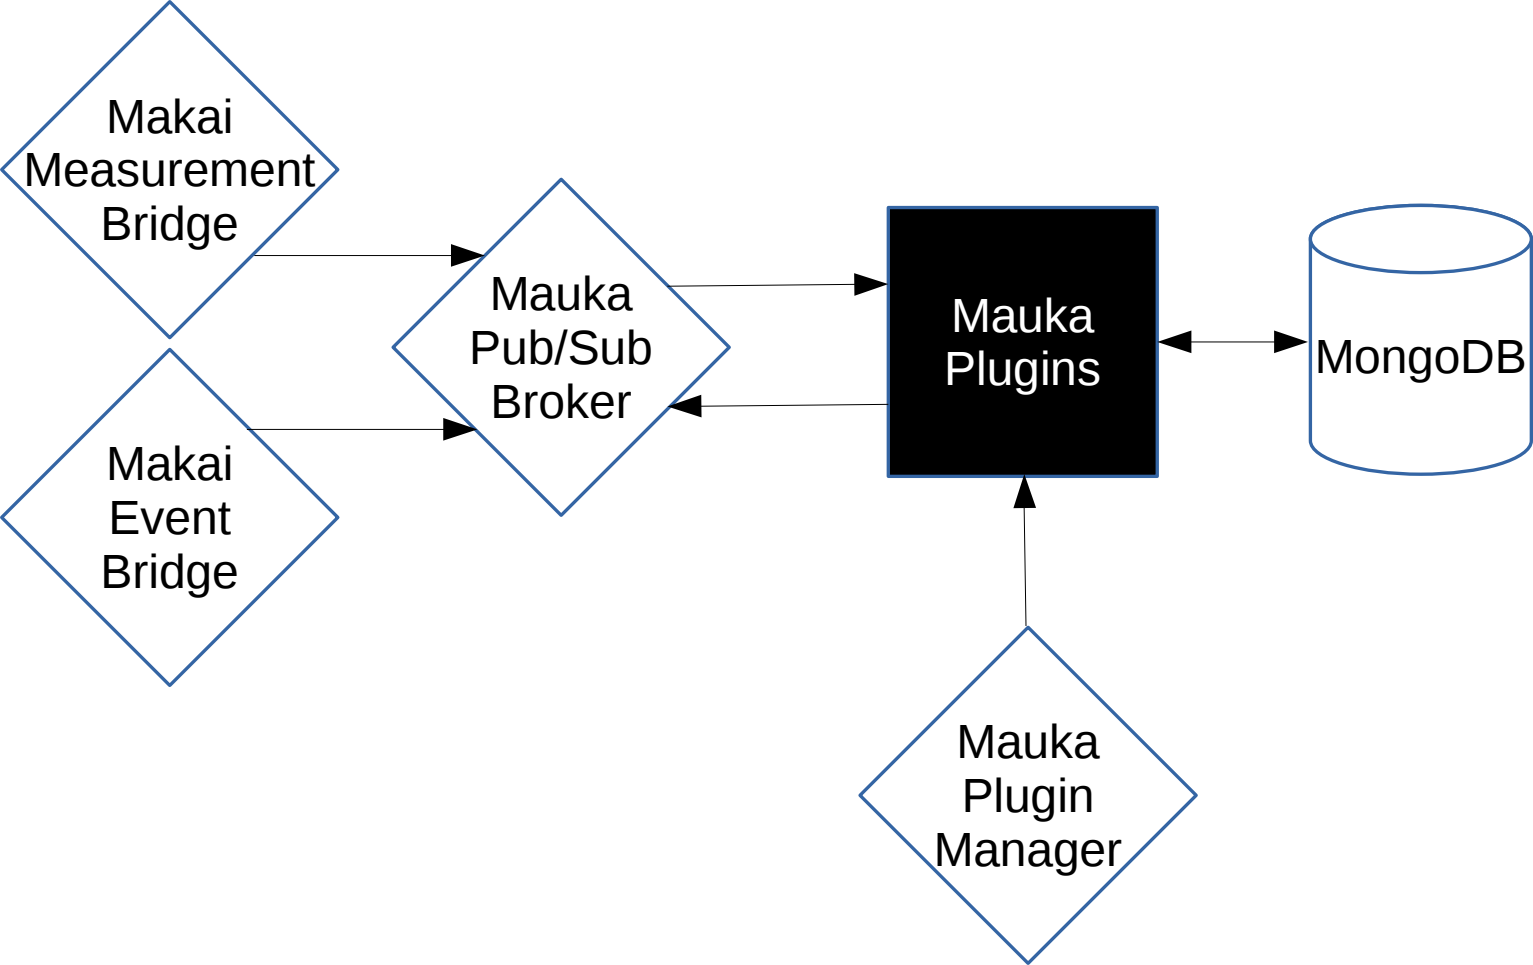 Makai
Measurement
Bridge
Makai
Event
Bridge
Mauka
Pub/Sub
Broker
Mauka
Plugins
MongoDB
Mauka
Plugin
Manager